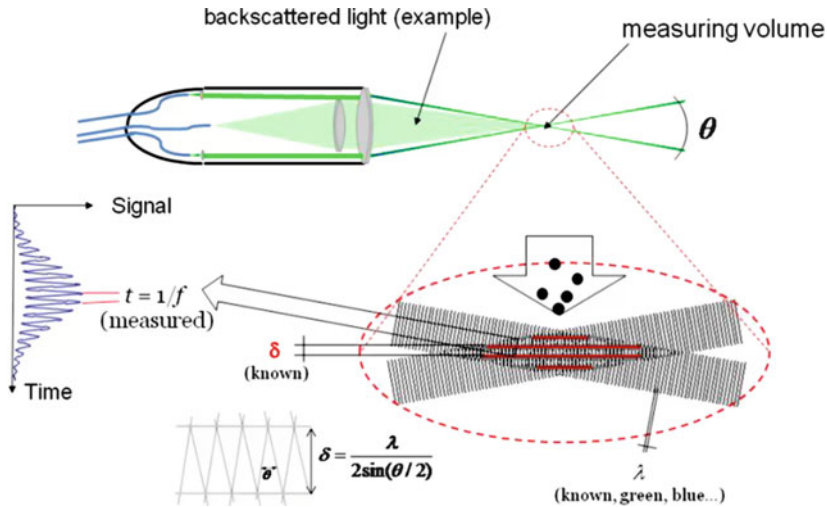 backscattered light (example)
measuring volume
θ
Signal
t = 1/f
(measured)
Time
δ
(known)
"θ"
δ = λ / 2sin(θ/2)
λ
(known, green, blue...)